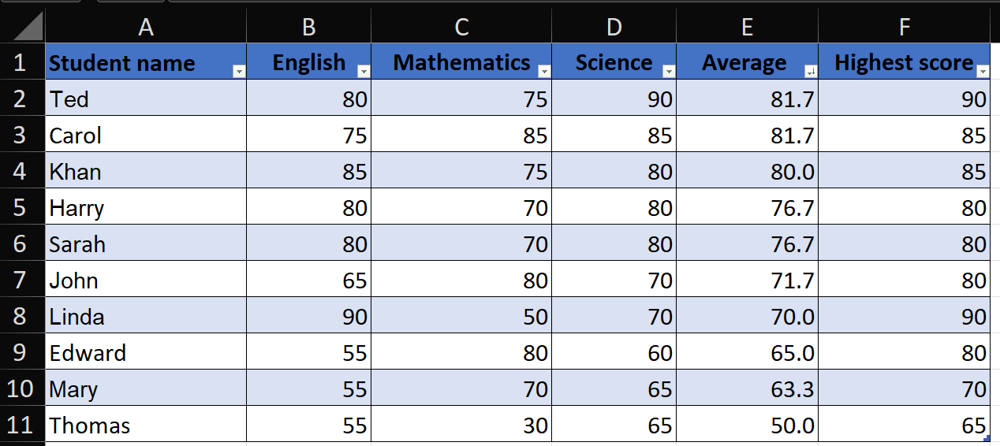 A B C D E F
1 Student name English Mathematics Science Average Highest score
2 Ted 80 75 90 81.7 90
3 Carol 75 85 85 81.7 85
4 Khan 85 75 80 80.0 85
5 Harry 80 70 80 76.7 80
6 Sarah 80 70 80 76.7 80
7 John 65 80 70 71.7 80
8 Linda 90 50 70 70.0 90
9 Edward 55 80 60 65.0 80
10 Mary 55 70 65 63.3 70
11 Thomas 55 30 65 50.0 65